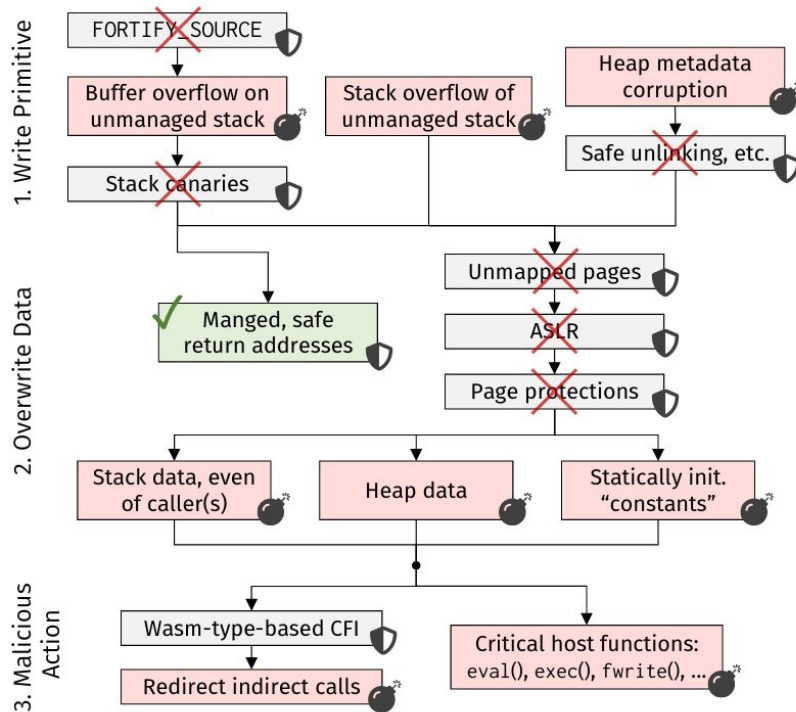 1. Write Primitive
FORTIFY_SOURCE
Buffer overflow on
unmanaged stack
Stack canaries
Stack overflow of
unmanaged stack
Heap metadata
corruption
Safe unlinking, etc.
2. Overwrite Data
Manged, safe
return addresses
Unmapped pages
ASLR
Page protections
Stack data, even
of caller(s)
Heap data
Statically init.
“constants”
3. Malicious
Action
Wasm-type-based CFI
Redirect indirect calls
Critical host functions:
eval(), exec(), fwrite(), ...